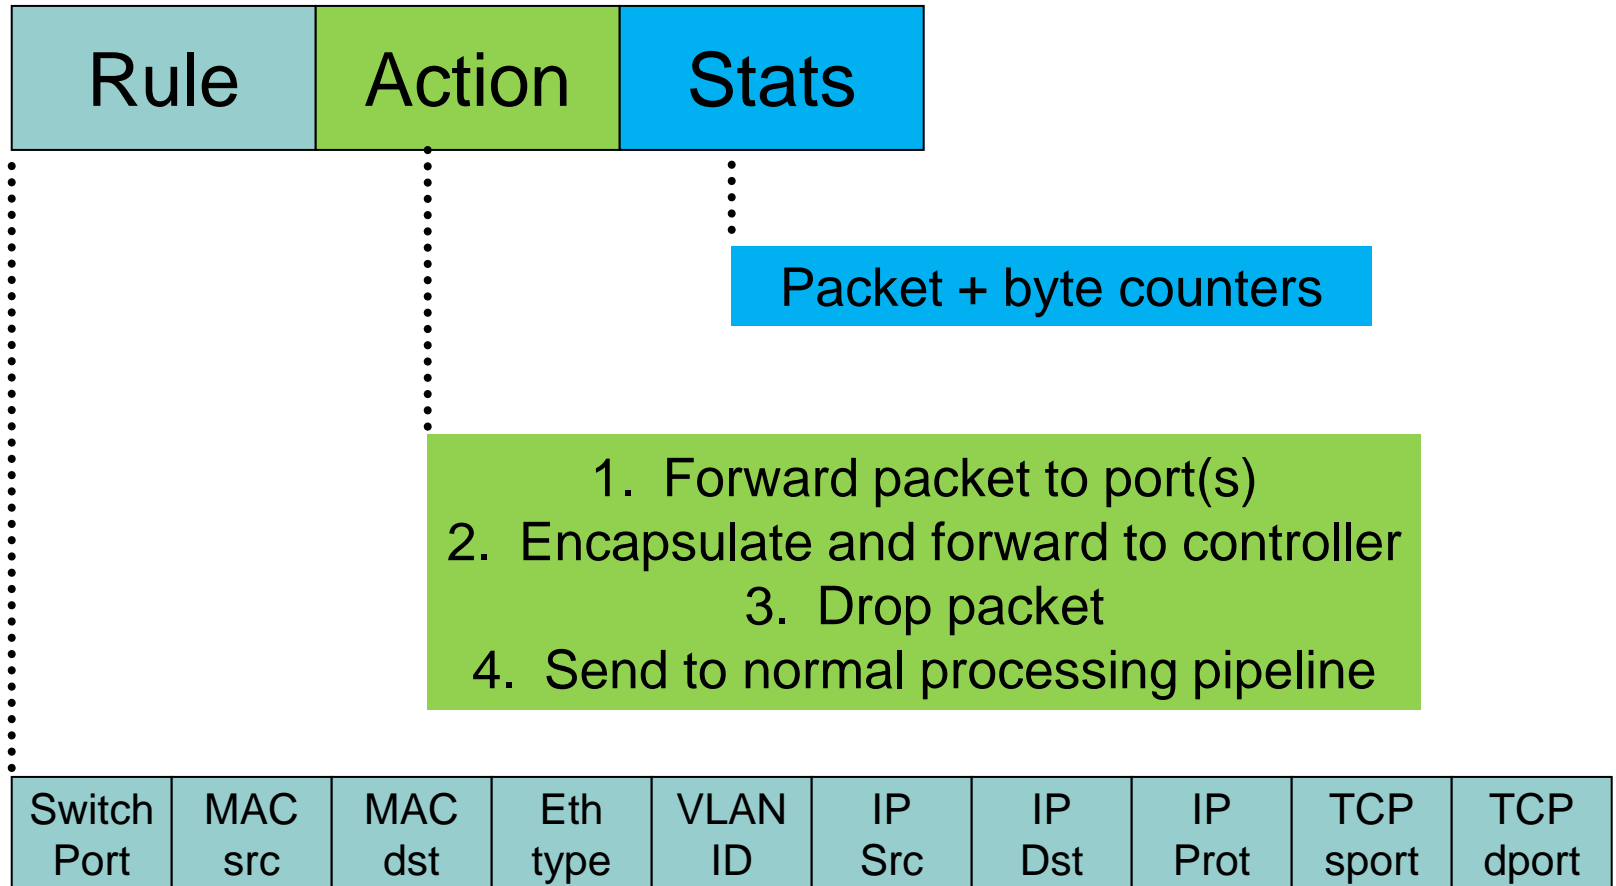 Rule Action Stats
Packet + byte counters
1. Forward packet to port(s)
2. Encapsulate and forward to controller
3. Drop packet
4. Send to normal processing pipeline
Switch MAC MAC Eth VLAN IP IP IP TCP TCP
Port src dst type ID Src Dst Prot sport dport